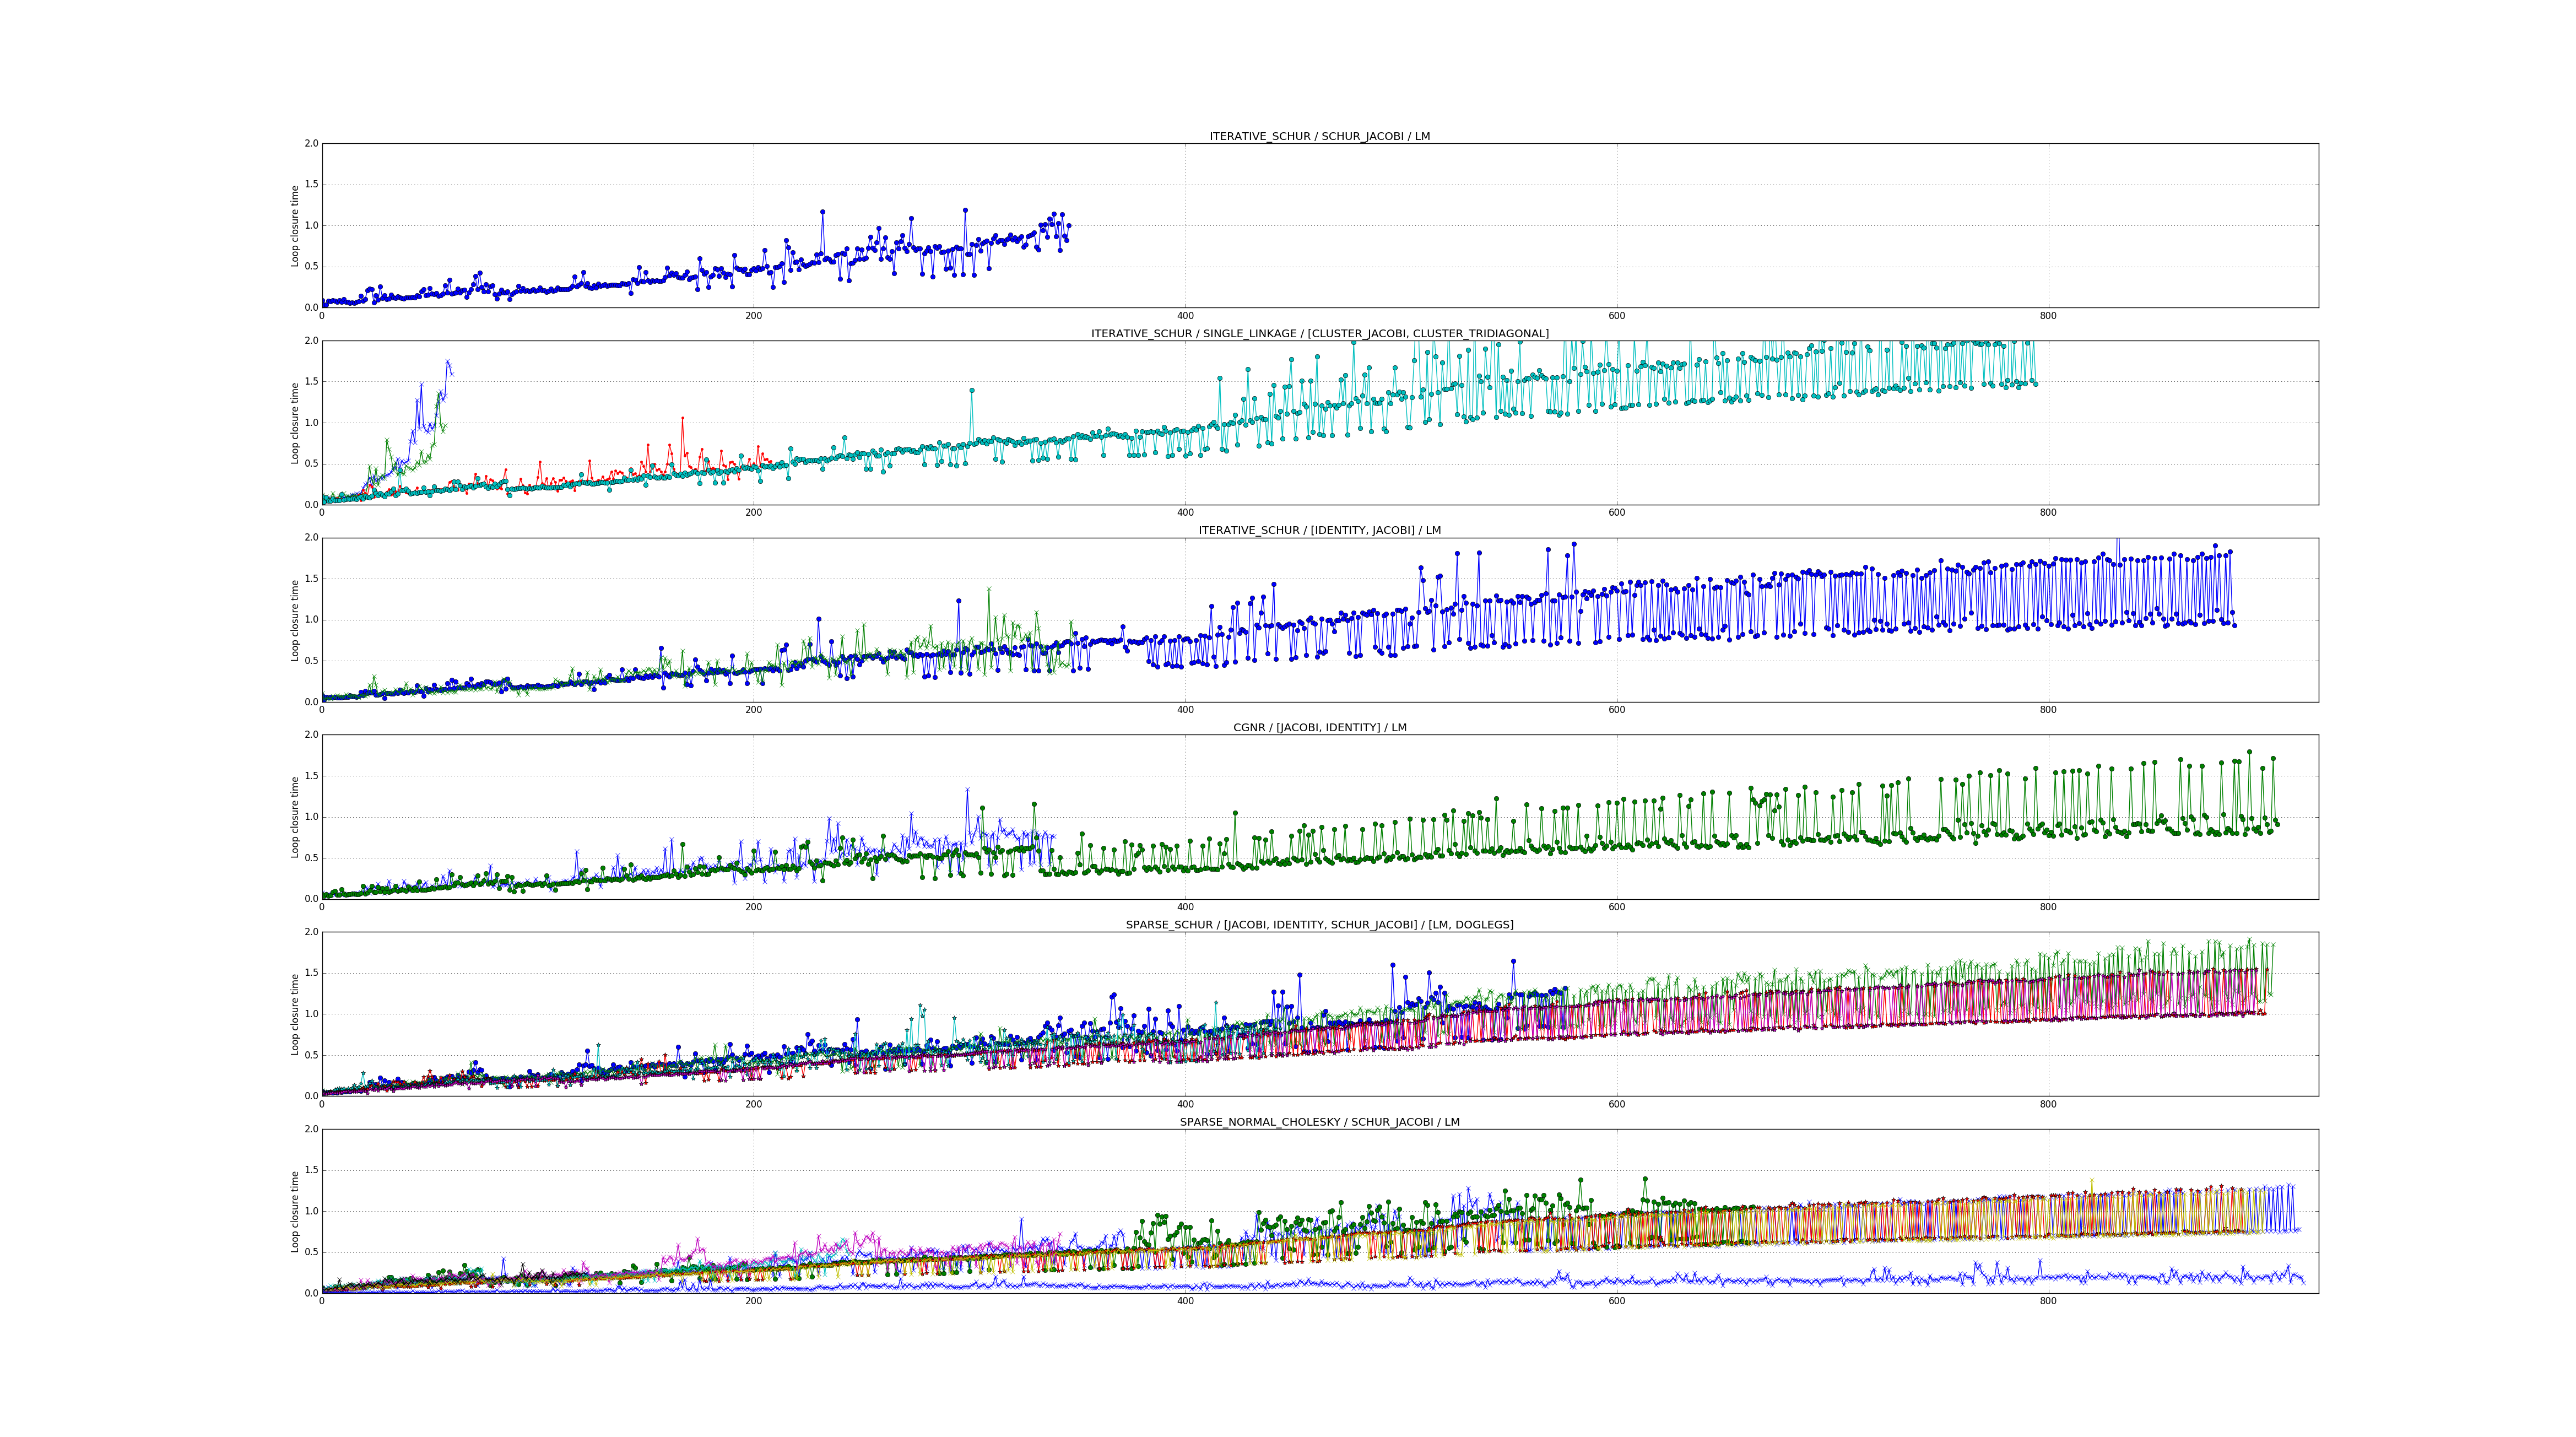 ITERATIVE_SCHUR / SCHUR_JACOBI / LM
2.0
1.5
1.0
0.5
0.0
Loop closure time
0 200 400 600 800
ITERATIVE_SCHUR / SINGLE_LINKAGE / [CLUSTER_JACOBI, CLUSTER_TRIDIAGONAL]
2.0
1.5
1.0
0.5
0.0
Loop closure time
0 200 400 600 800
ITERATIVE_SCHUR / [IDENTITY, JACOBI] / LM
2.0
1.5
1.0
0.5
0.0
Loop closure time
0 200 400 600 800
CGNR / [JACOBI, IDENTITY] / LM
2.0
1.5
1.0
0.5
0.0
Loop closure time
0 200 400 600 800
SPARSE_SCHUR / [JACOBI, IDENTITY, SCHUR_JACOBI] / [LM, DOGLEGS]
2.0
1.5
1.0
0.5
0.0
Loop closure time
0 200 400 600 800
SPARSE_NORMAL_CHOLESKY / SCHUR_JACOBI / LM
2.0
1.5
1.0
0.5
0.0
Loop closure time
0 200 400 600 800